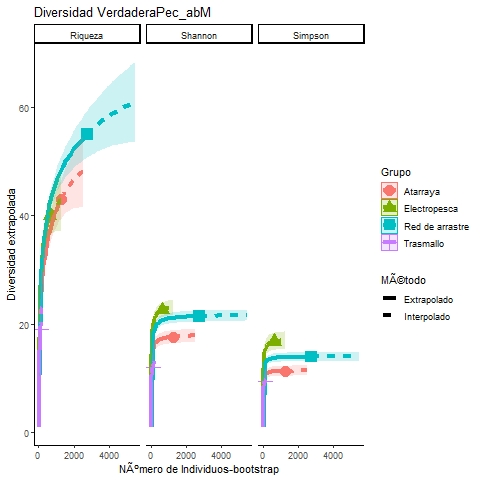 Diversidad VerdaderaPec_abM
Riqueza
Shannon
Simpson
Diversidad extrapolada
60
40
20
0
0 2000 4000
0 2000 4000
0 2000 4000
NÃºmero de Individuos-bootstrap
Grupo
Atarraya
Electropesca
Red de arrastre
Trasmallo
MÃ©todo
Extrapolado
Interpolado